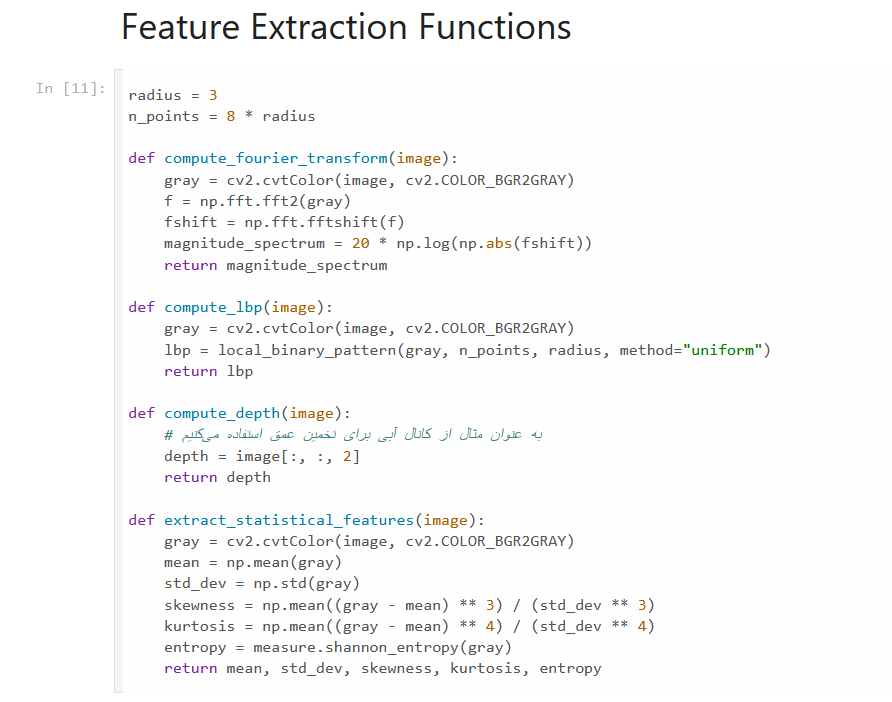 Feature Extraction Functions
In [11]:
radius = 3
n_points = 8 * radius
def compute_fourier_transform(image):
    gray = cv2.cvtColor(image, cv2.COLOR_BGR2GRAY)
    f = np.fft.fft2(gray)
    fshift = np.fft.fftshift(f)
    magnitude_spectrum = 20 * np.log(np.abs(fshift))
    return magnitude_spectrum
def compute_lbp(image):
    gray = cv2.cvtColor(image, cv2.COLOR_BGR2GRAY)
    lbp = local_binary_pattern(gray, n_points, radius, method="uniform")
    return lbp
def compute_depth(image):
    # به عنوان مثال از کانال آبی برای تخمین عمق استفاده می‌کنیم
    depth = image[:, :, 2]
    return depth
def extract_statistical_features(image):
    gray = cv2.cvtColor(image, cv2.COLOR_BGR2GRAY)
    mean = np.mean(gray)
    std_dev = np.std(gray)
    skewness = np.mean((gray - mean) ** 3) / (std_dev ** 3)
    kurtosis = np.mean((gray - mean) ** 4) / (std_dev ** 4)
    entropy = measure.shannon_entropy(gray)
    return mean, std_dev, skewness, kurtosis, entropy